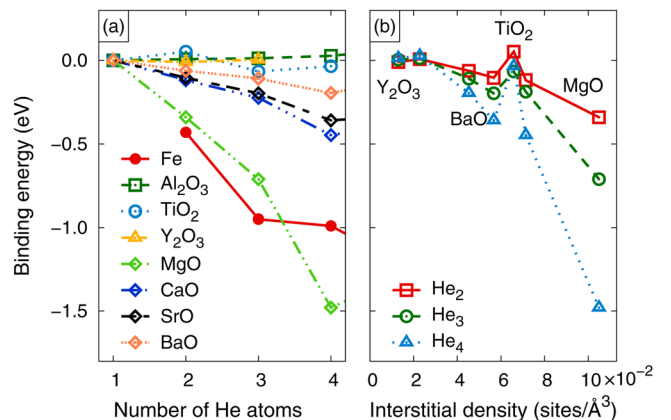 (a)
(b)
Binding energy (eV)
0.0
−0.5
−1.0
−1.5
Fe
Al₂O₃
TiO₂
Y₂O₃
MgO
CaO
SrO
BaO
1 2 3 4
Number of He atoms
TiO₂
Y₂O₃
MgO
BaO
He₂
He₃
He₄
0 2 4 6 8 10×10⁻²
Interstitial density (sites/Å³)